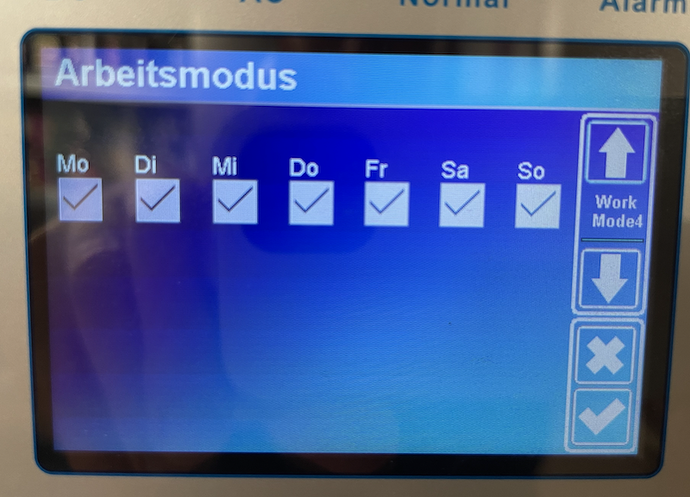 Normal Alarm
Arbeitsmodus
Mo Di Mi Do Fr Sa So
Work
Mode4